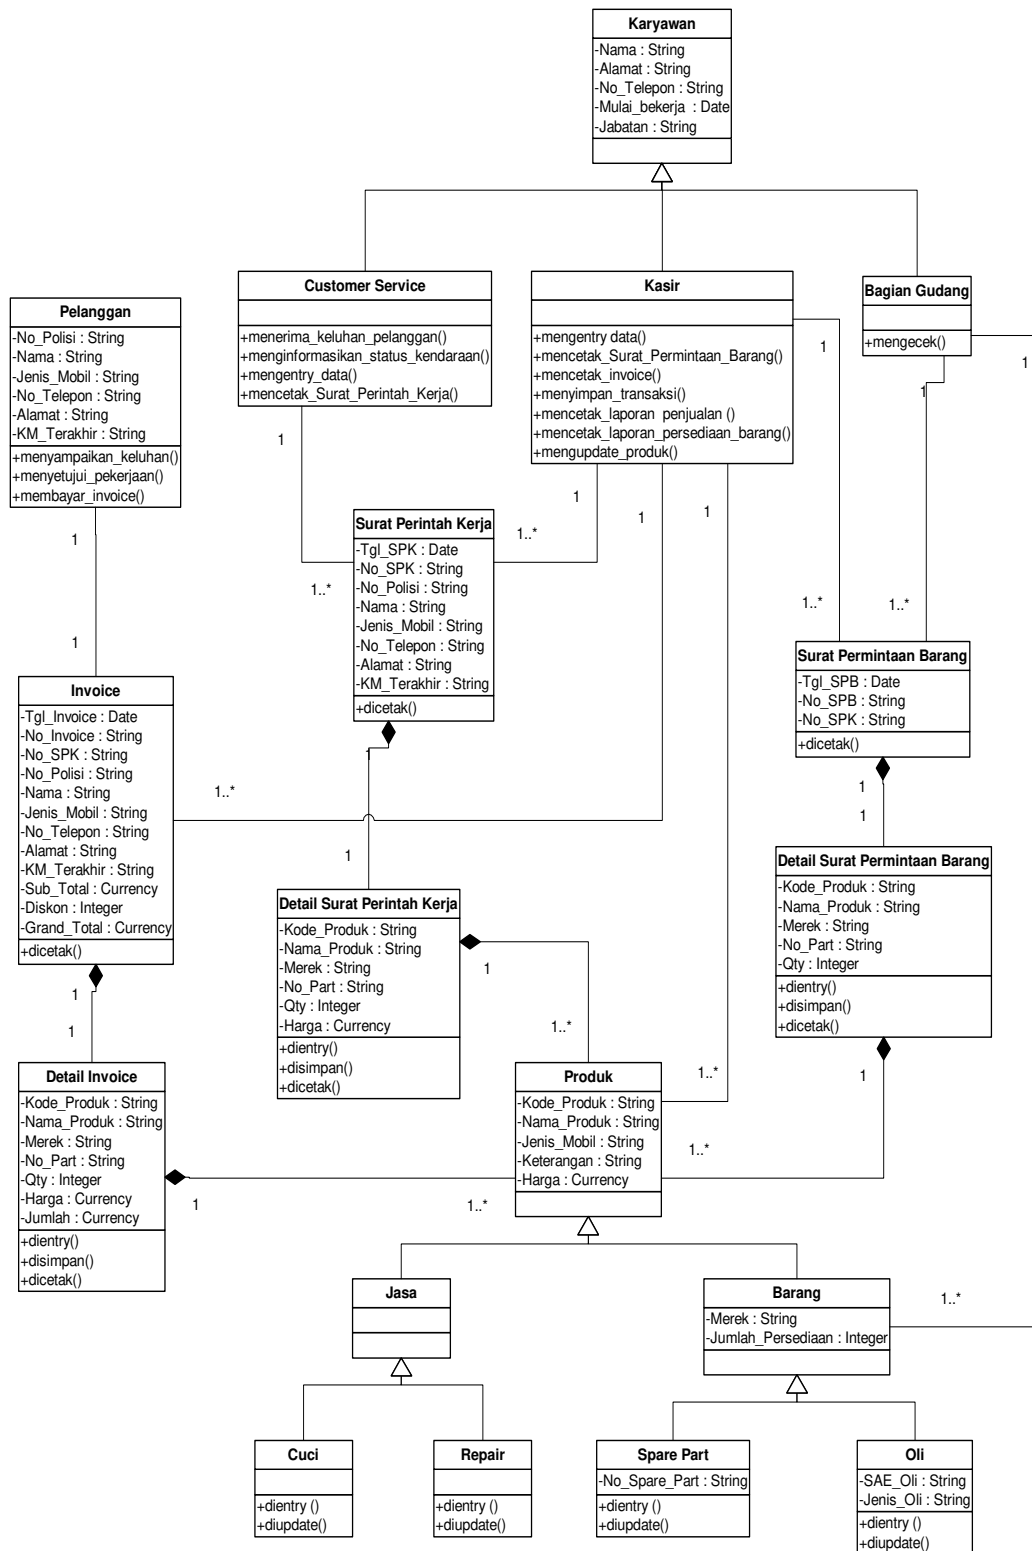 Karyawan
-Nama : String
-Alamat : String
-No_Telepon : String
-Mulai_bekerja : Date
-Jabatan : String
Customer Service
+menerima_keluhan_pelanggan()
+menginformasikan_status_kendaraan()
+mengentry_data()
+mencetak_Surat_Perintah_Kerja()
Kasir
+mengentry data()
+mencetak_Surat_Permintaan_Barang()
+mencetak_invoice()
+menyimpan_transaksi()
+mencetak_laporan penjualan ()
+mencetak_laporan_persediaan_barang()
+mengupdate_produk()
Bagian Gudang
+mengecek()
Pelanggan
-No_Polisi : String
-Nama : String
-Jenis_Mobil : String
-No_Telepon : String
-Alamat : String
-KM_Terakhir : String
+menyampaikan_keluhan()
+menyetujui_pekerjaan()
+membayar_invoice()
1
1
1
1
1
1
1
1
1..*
1..*
1..*
1..*
1
Surat Perintah Kerja
-Tgl_SPK : Date
-No_SPK : String
-No_Polisi : String
-Nama : String
-Jenis_Mobil : String
-No_Telepon : String
-Alamat : String
-KM_Terakhir : String
+dicetak()
Surat Permintaan Barang
-Tgl_SPB : Date
-No_SPB : String
-No_SPK : String
+dicetak()
Invoice
-Tgl_Invoice : Date
-No_Invoice : String
-No_SPK : String
-No_Polisi : String
-Nama : String
-Jenis_Mobil : String
-No_Telepon : String
-Alamat : String
-KM_Terakhir : String
-Sub_Total : Currency
-Diskon : Integer
-Grand_Total : Currency
+dicetak()
1
1..*
1
1
1
Detail Surat Perintah Kerja
-Kode_Produk : String
-Nama_Produk : String
-Merek : String
-No_Part : String
-Qty : Integer
-Harga : Currency
+dientry()
+disimpan()
+dicetak()
Detail Surat Permintaan Barang
-Kode_Produk : String
-Nama_Produk : String
-Merek : String
-No_Part : String
-Qty : Integer
+dientry()
+disimpan()
+dicetak()
1
1
1
1..*
1..*
1
Detail Invoice
-Kode_Produk : String
-Nama_Produk : String
-Merek : String
-No_Part : String
-Qty : Integer
-Harga : Currency
-Jumlah : Currency
+dientry()
+disimpan()
+dicetak()
Produk
-Kode_Produk : String
-Nama_Produk : String
-Jenis_Mobil : String
-Keterangan : String
-Harga : Currency
1..*
1
1..*
Jasa
Barang
-Merek : String
-Jumlah_Persediaan : Integer
1..*
Cuci
+dientry ()
+diupdate()
Repair
+dientry ()
+diupdate()
Spare Part
-No_Spare_Part : String
+dientry ()
+diupdate()
Oli
-SAE_Oli : String
-Jenis_Oli : String
+dientry ()
+diupdate()